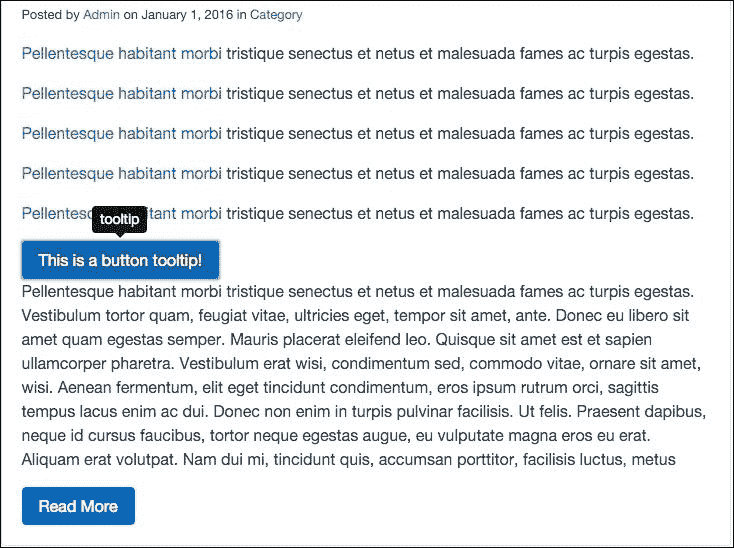 Posted by Admin on January 1, 2016 in Category
Pellentesque habitant morbi tristique senectus et netus et malesuada fames ac turpis egestas.
Pellentesque habitant morbi tristique senectus et netus et malesuada fames ac turpis egestas.
Pellentesque habitant morbi tristique senectus et netus et malesuada fames ac turpis egestas.
Pellentesque habitant morbi tristique senectus et netus et malesuada fames ac turpis egestas.
tooltip
morbi tristique senectus et netus et malesuada fames ac turpis egestas.
This is a button tooltip!
Pellentesque habitant morbi tristique senectus et netus et malesuada fames ac turpis egestas.
Vestibulum tortor quam, feugiat vitae, ultricies eget, tempor sit amet, ante. Donec eu libero sit
amet quam egestas semper. Mauris placerat eleifend leo. Quisque sit amet est et sapien
ullamcorper pharetra. Vestibulum erat wisi, condimentum sed, commodo vitae, ornare sit amet,
wisi. Aenean fermentum, elit eget tincidunt condimentum, eros ipsum rutrum orci, sagittis
tempus lacus enim ac dui. Donec non enim in turpis pulvinar facilisis. Ut felis. Praesent dapibus,
neque id cursus faucibus, tortor neque egestas augue, eu vulputate magna eros eu erat.
Aliquam erat volutpat. Nam dui mi, tincidunt quis, accumsan porttitor, facilisis luctus, metus
Read More